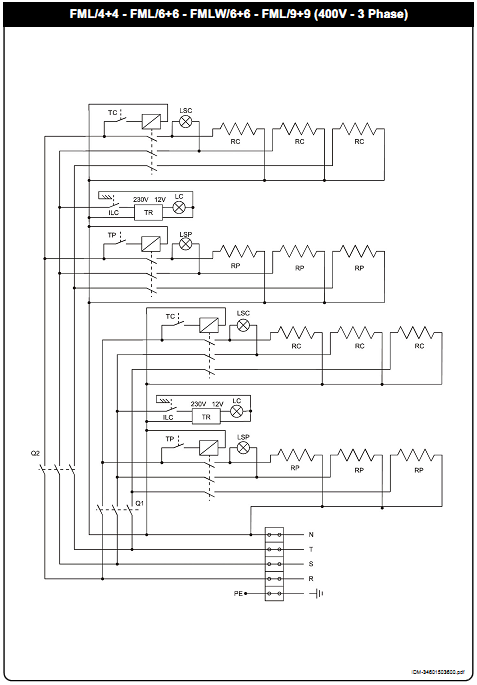 FML/4+4 - FML/6+6 - FMLW/6+6 - FML/9+9 (400V - 3 Phase)
TC LSC
RC RC RC
230V 12V LC
ILC TR
TP LSP
RP RP RP
TC LSC
RC RC RC
230V 12V LC
ILC TR
TP LSP
RP RP RP
Q2
Q1
N
T
S
R
PE
IDM-34601503600.pdf